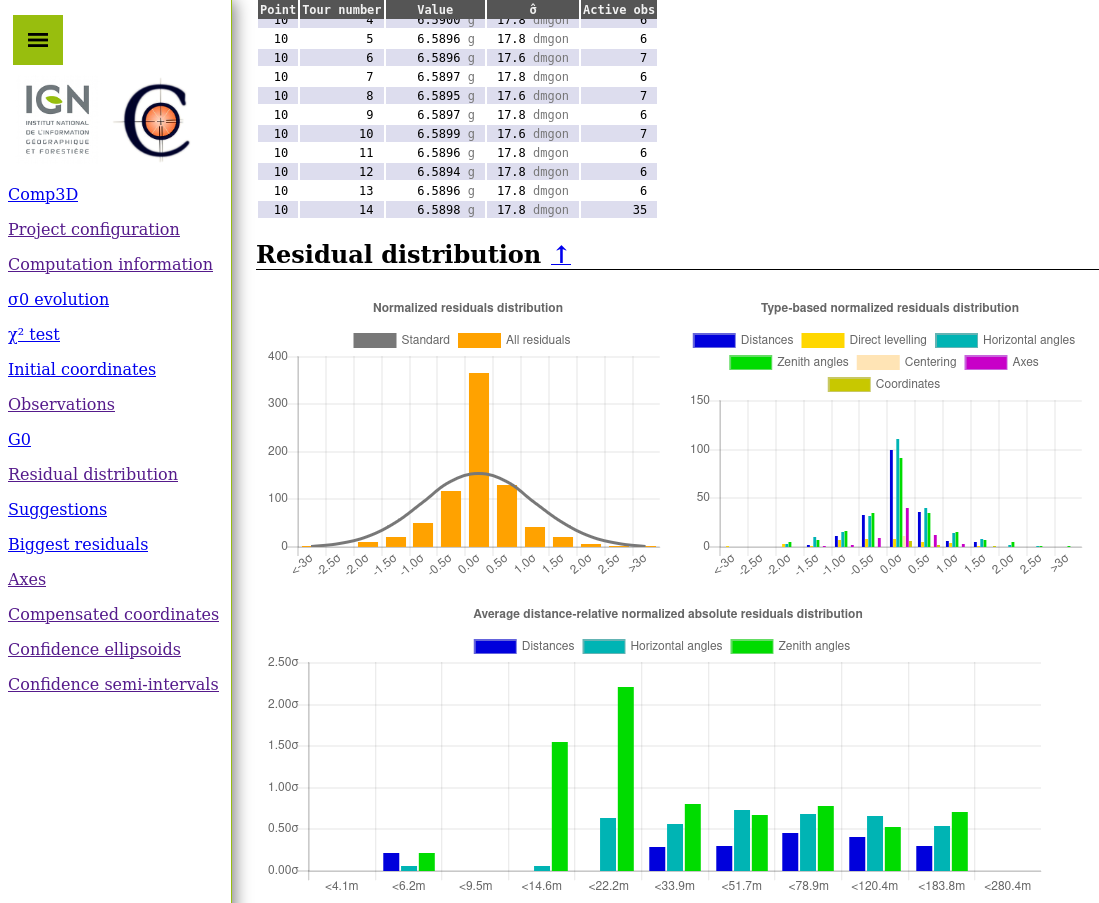 IGN
INSTITUT NATIONAL
DE L'INFORMATION
GÉOGRAPHIQUE
ET FORESTIÈRE
Comp3D
Project configuration
Computation information
σ0 evolution
χ² test
Initial coordinates
Observations
G0
Residual distribution
Suggestions
Biggest residuals
Axes
Compensated coordinates
Confidence ellipsoids
Confidence semi-intervals
Point Tour number Value σ̂ Active obs
10 4 6.5900 g 17.8 dmgon 6
10 5 6.5896 g 17.8 dmgon 6
10 6 6.5896 g 17.6 dmgon 7
10 7 6.5897 g 17.8 dmgon 6
10 8 6.5895 g 17.6 dmgon 7
10 9 6.5897 g 17.8 dmgon 6
10 10 6.5899 g 17.6 dmgon 7
10 11 6.5896 g 17.8 dmgon 6
10 12 6.5894 g 17.8 dmgon 6
10 13 6.5896 g 17.8 dmgon 6
10 14 6.5898 g 17.8 dmgon 35
Residual distribution ↑
Normalized residuals distribution
Standard All residuals
400
300
200
100
0
<-3σ -2.5σ -2.0σ -1.5σ -1.0σ -0.5σ 0.0σ 0.5σ 1.0σ 1.5σ 2.0σ 2.5σ >3σ
Type-based normalized residuals distribution
Distances Direct levelling Horizontal angles
Zenith angles Centering Axes
Coordinates
150
100
50
0
<-3σ -2.5σ -2.0σ -1.5σ -1.0σ -0.5σ 0.0σ 0.5σ 1.0σ 1.5σ 2.0σ 2.5σ >3σ
Average distance-relative normalized absolute residuals distribution
Distances Horizontal angles Zenith angles
2.50σ
2.00σ
1.50σ
1.00σ
0.50σ
0.00σ
<4.1m <6.2m <9.5m <14.6m <22.2m <33.9m <51.7m <78.9m <120.4m <183.8m <280.4m